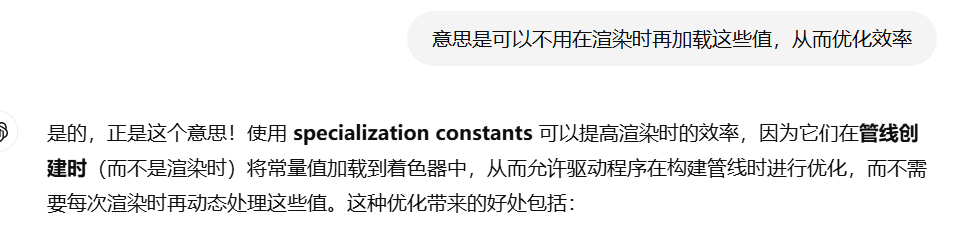 意思是可以不用在渲染时再加载这些值，从而优化效率
是的，正是这个意思！使用 specialization constants 可以提高渲染时的效率，因为它们在管线创
建时（而不是渲染时）将常量值加载到着色器中，从而允许驱动程序在构建管线时进行优化，而不需
要每次渲染时再动态处理这些值。这种优化带来的好处包括：